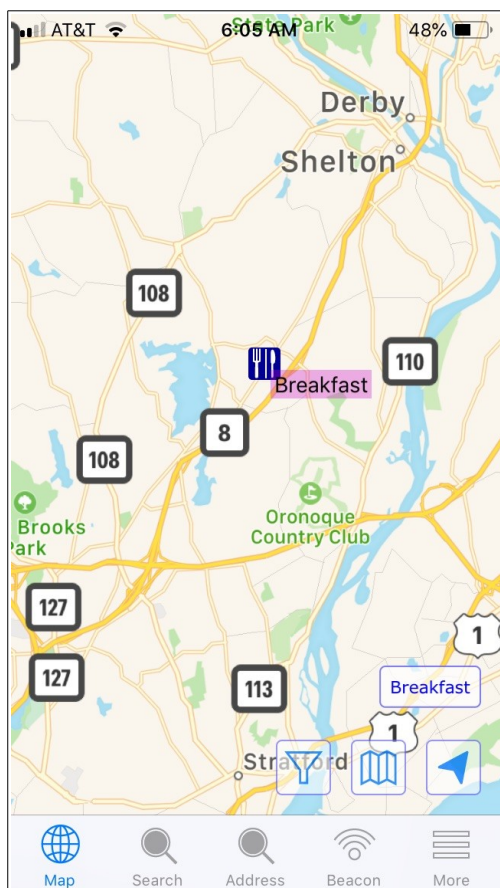 AT&T 6:05 AM 48%
State Park
Derby
Shelton
108
110
Breakfast
8
108
Oronoque
Country Club
Brooks
Park
127
1
127
113
Breakfast
1
Stratford
Map Search Address Beacon More